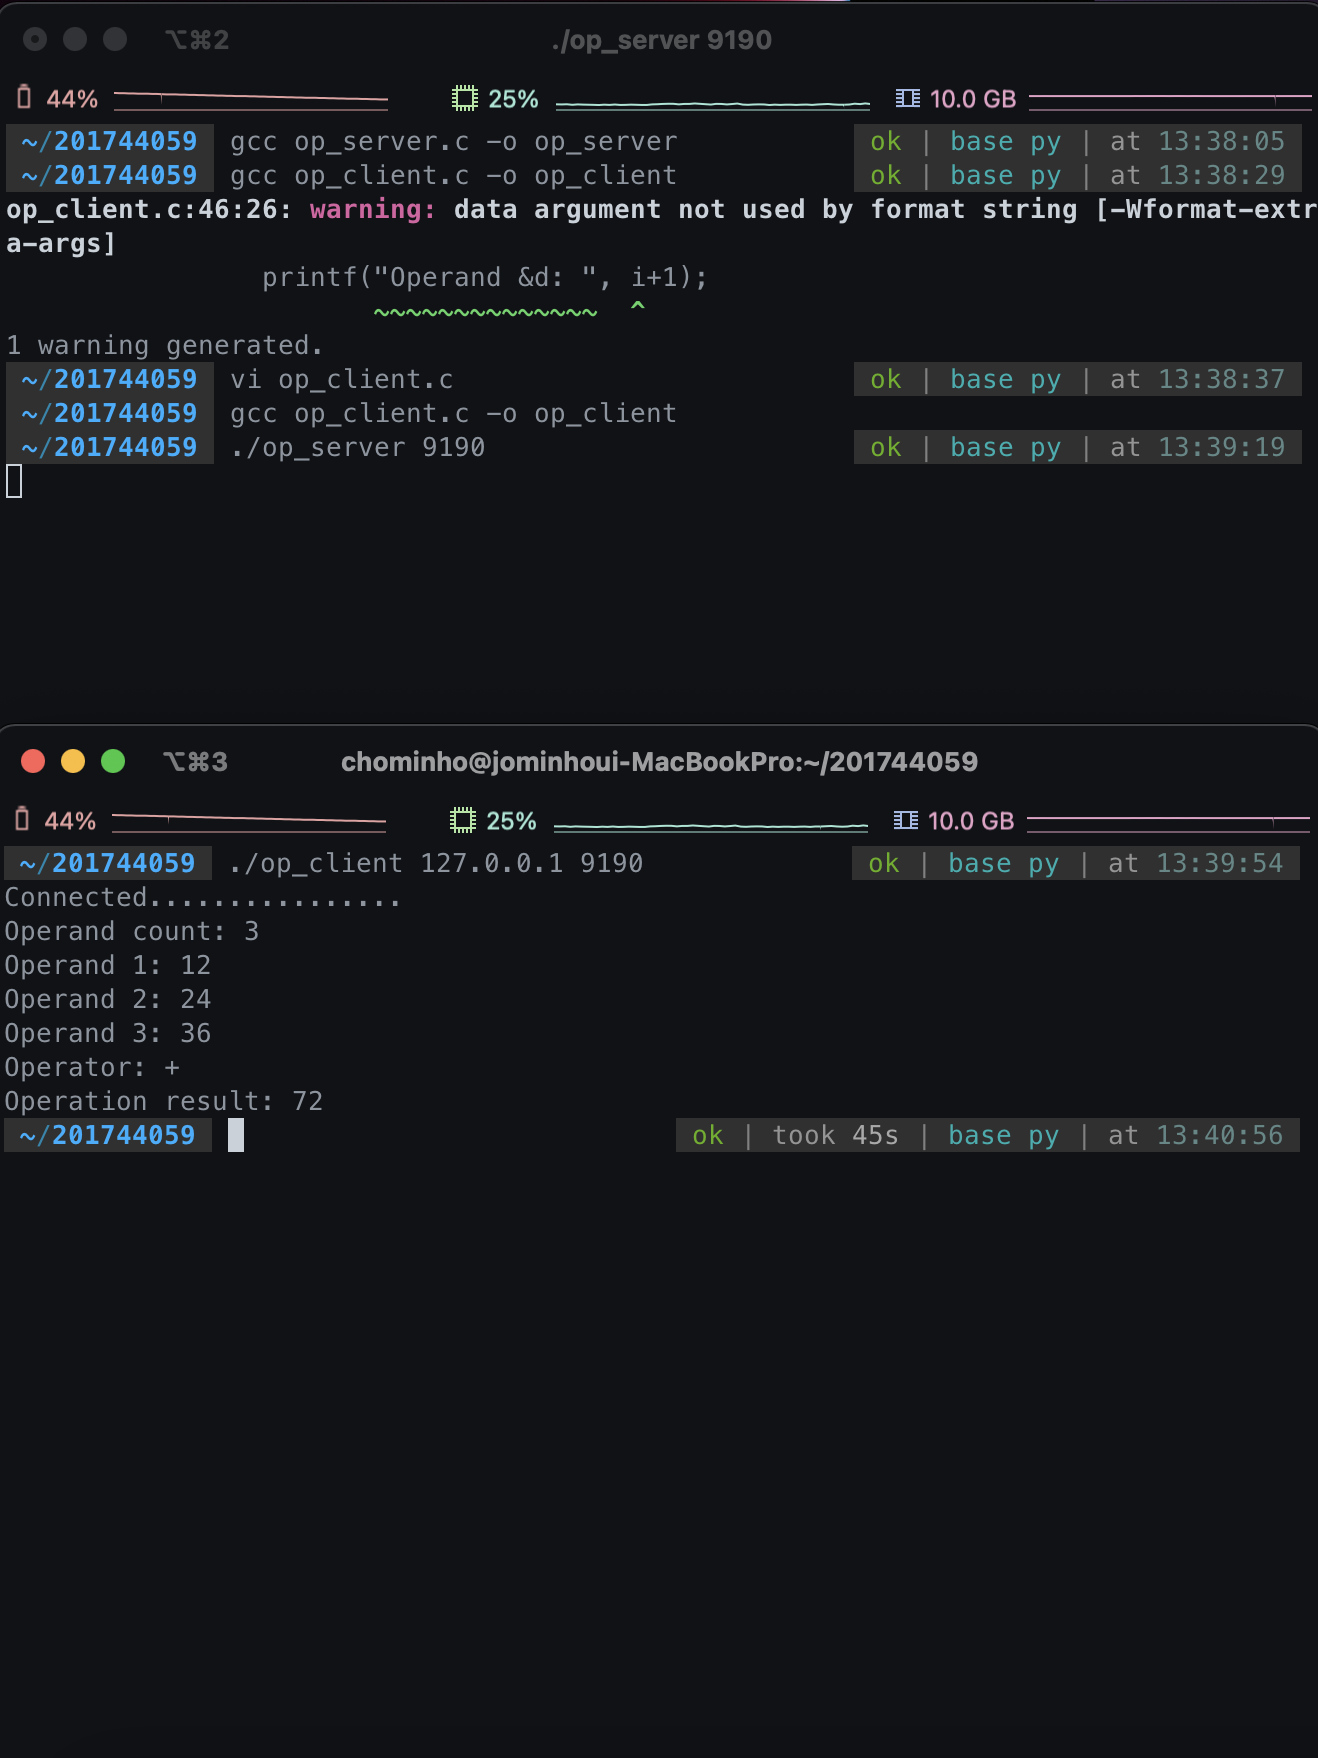 ⌥⌘2 ./op_server 9190
44% 25% 10.0 GB
~/201744059 gcc op_server.c -o op_server ok | base py | at 13:38:05
~/201744059 gcc op_client.c -o op_client ok | base py | at 13:38:29
op_client.c:46:26: warning: data argument not used by format string [-Wformat-extr
a-args]
printf("Operand &d: ", i+1);
~~~~~~~~~~~~~~ ^
1 warning generated.
~/201744059 vi op_client.c ok | base py | at 13:38:37
~/201744059 gcc op_client.c -o op_client
~/201744059 ./op_server 9190 ok | base py | at 13:39:19
⌥⌘3 chominho@jominhoui-MacBookPro:~/201744059
44% 25% 10.0 GB
~/201744059 ./op_client 127.0.0.1 9190 ok | base py | at 13:39:54
Connected................
Operand count: 3
Operand 1: 12
Operand 2: 24
Operand 3: 36
Operator: +
Operation result: 72
~/201744059 ok | took 45s | base py | at 13:40:56